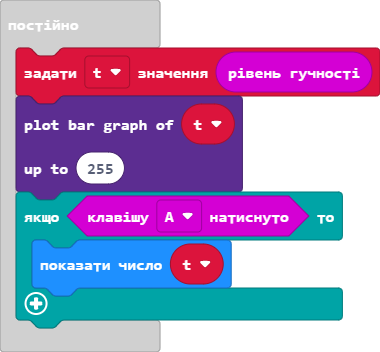 постійно
задати t значення рівень гучності
plot bar graph of t
up to 255
якщо клавішу A натиснуто то
показати число t